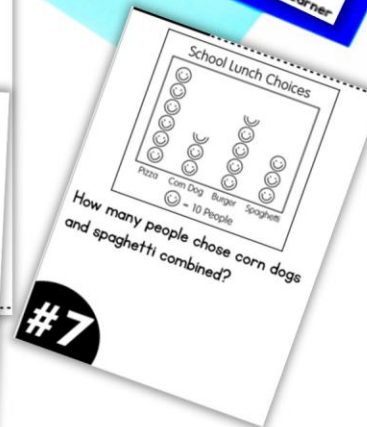 arner
School Lunch Choices
Pizza Corn Dog Burger Spaghetti
= 10 People
How many people chose corn dogs
and spaghetti combined?
#7